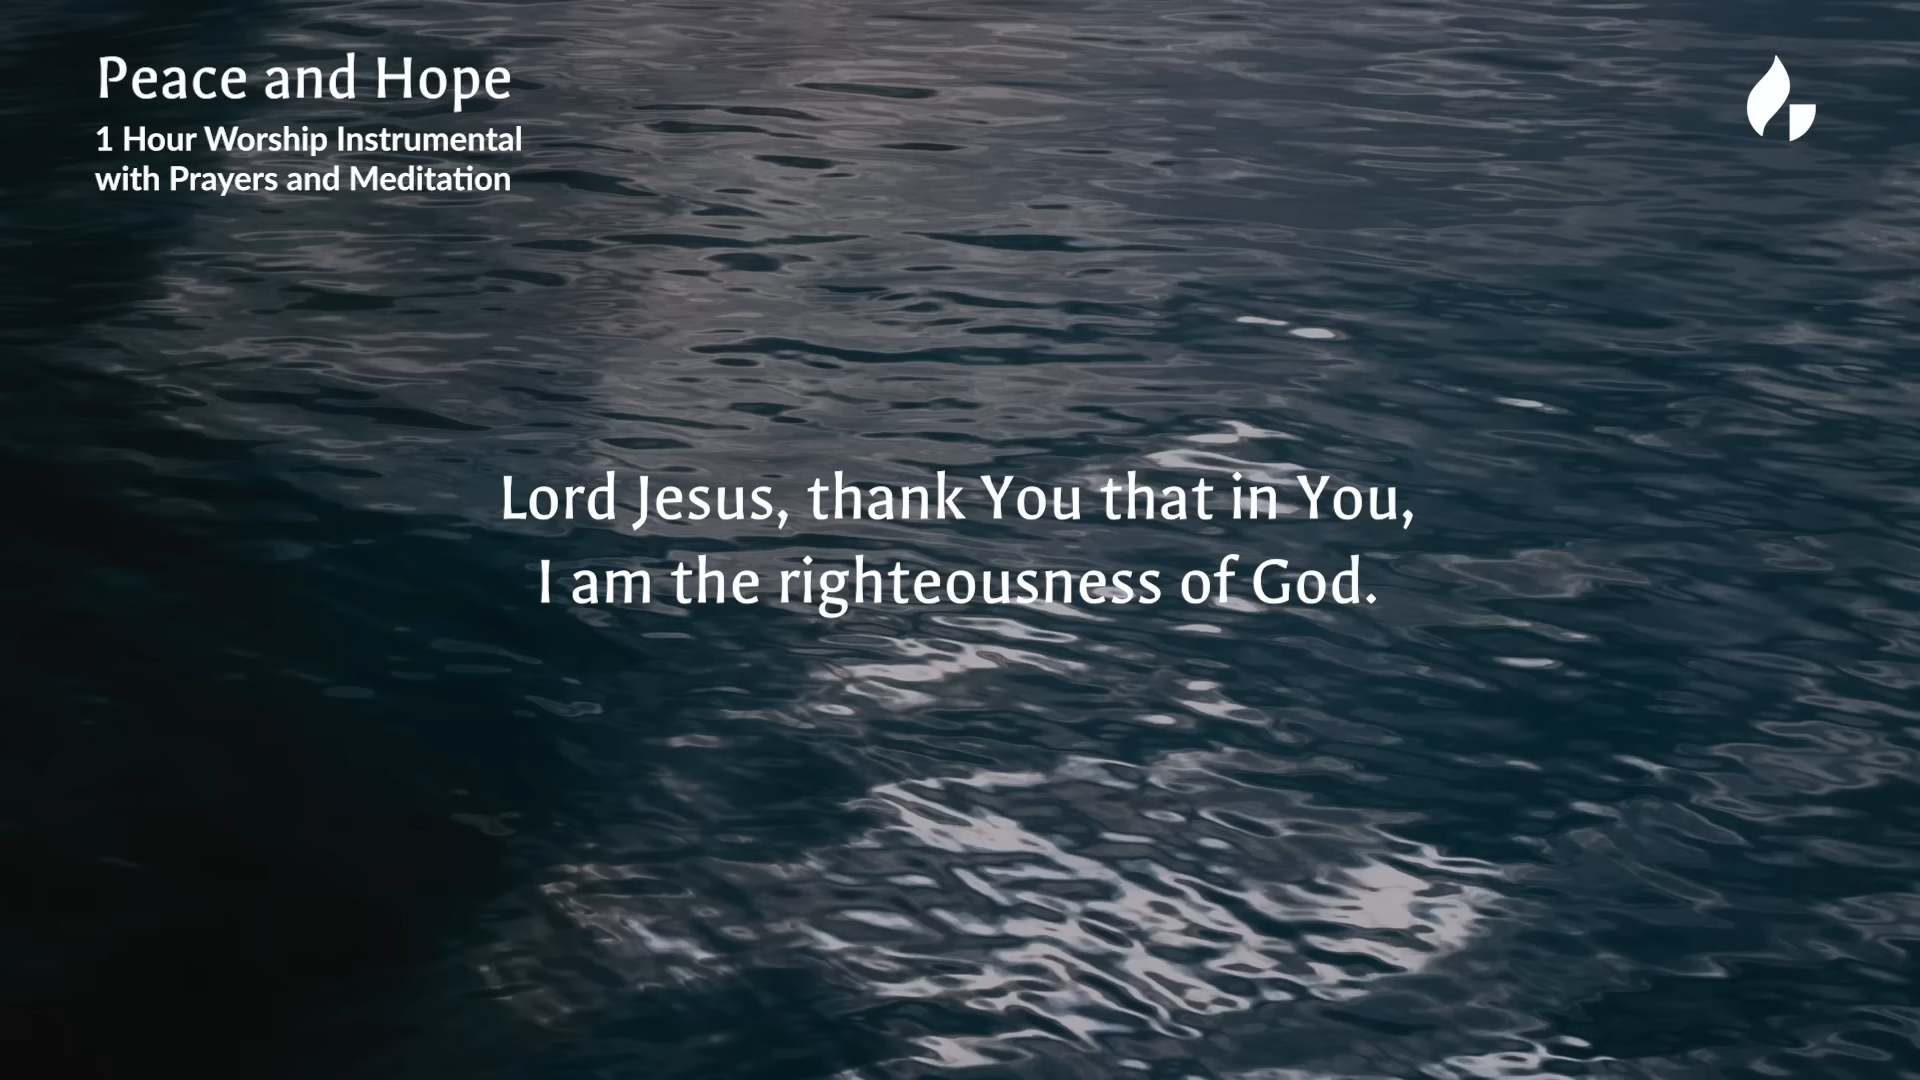 Peace and Hope
1 Hour Worship Instrumental
with Prayers and Meditation
Lord Jesus, thank You that in You,
I am the righteousness of God.